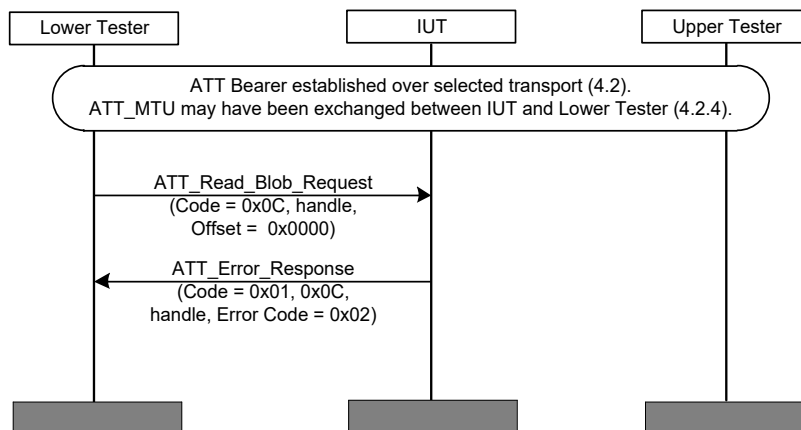 Lower Tester
IUT
Upper Tester
ATT Bearer established over selected transport (4.2).
ATT_MTU may have been exchanged between IUT and Lower Tester (4.2.4).
ATT_Read_Blob_Request
(Code = 0x0C, handle,
Offset =  0x0000)
ATT_Error_Response
(Code = 0x01, 0x0C,
handle, Error Code = 0x02)